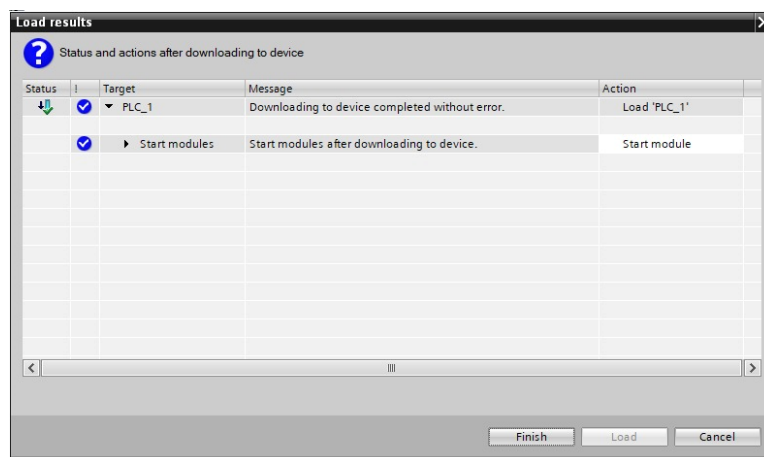 Load results
Status and actions after downloading to device
Status ! Target Message Action
PLC_1 Downloading to device completed without error. Load 'PLC_1'
Start modules Start modules after downloading to device. Start module
Finish Load Cancel